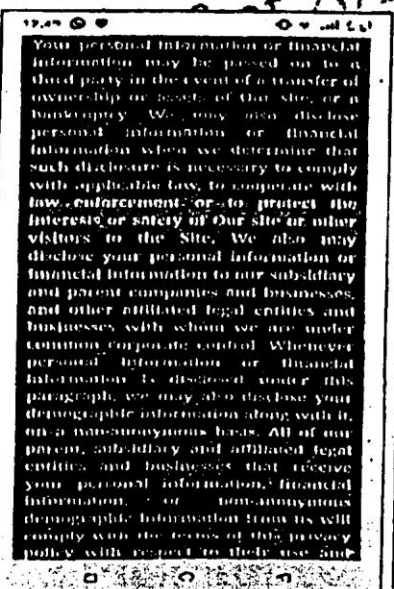 Your personal information or financial
information may be passed on to a
third party in the event of a transfer of
ownership or assets of Our site, or a
bankruptcy. We may also disclose
personal information or financial
information when we determine that
such disclosure is necessary to comply
with applicable law, to cooperate with
law enforcement or to protect the
interests or safety of Our site or other
visitors to the Site. We also may
disclose your personal information or
financial information to our subsidiary
and parent companies and businesses,
and other affiliated legal entities and
businesses with whom we are under
common corporate control. Whenever
personal information or financial
information is disclosed under this
paragraph, we may also disclose your
demographic information along with it,
on a non-anonymous basis. All of our
parent, subsidiary and affiliated legal
entities and businesses that receive
your personal information, financial
information, or non-anonymous
demographic information from us will
comply with the terms of this privacy
policy with respect to their use and